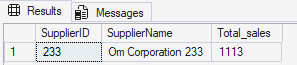 Results Messages
SupplierID SupplierName Total_sales
1 233 Om Corporation 233 1113